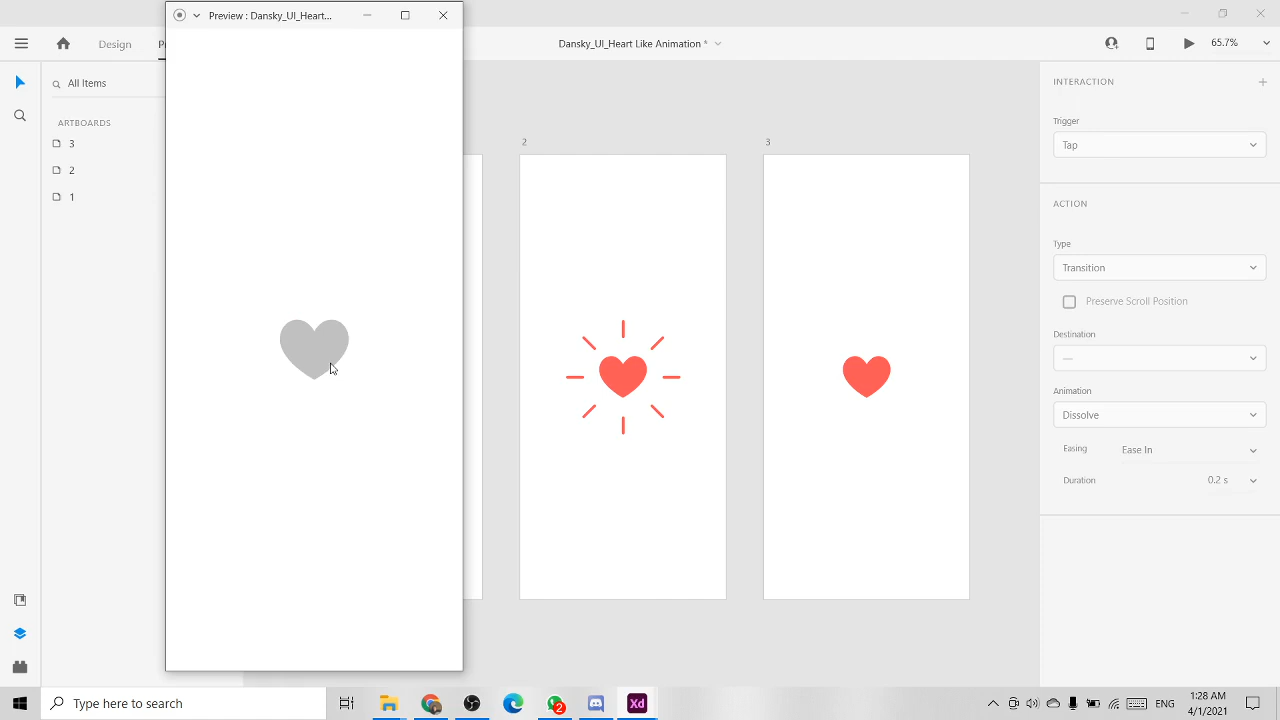 Preview : Dansky_UI_Heart...
Design
P
Dansky_UI_Heart Like Animation *
65.7%
All Items
ARTBOARDS
3
2
1
2
3
INTERACTION
Trigger
Tap
ACTION
Type
Transition
Preserve Scroll Position
Destination
—
Animation
Dissolve
Easing
Ease In
Duration
0.2 s
Type here to search
2
Xd
ENG
1:28 AM
4/1/2021